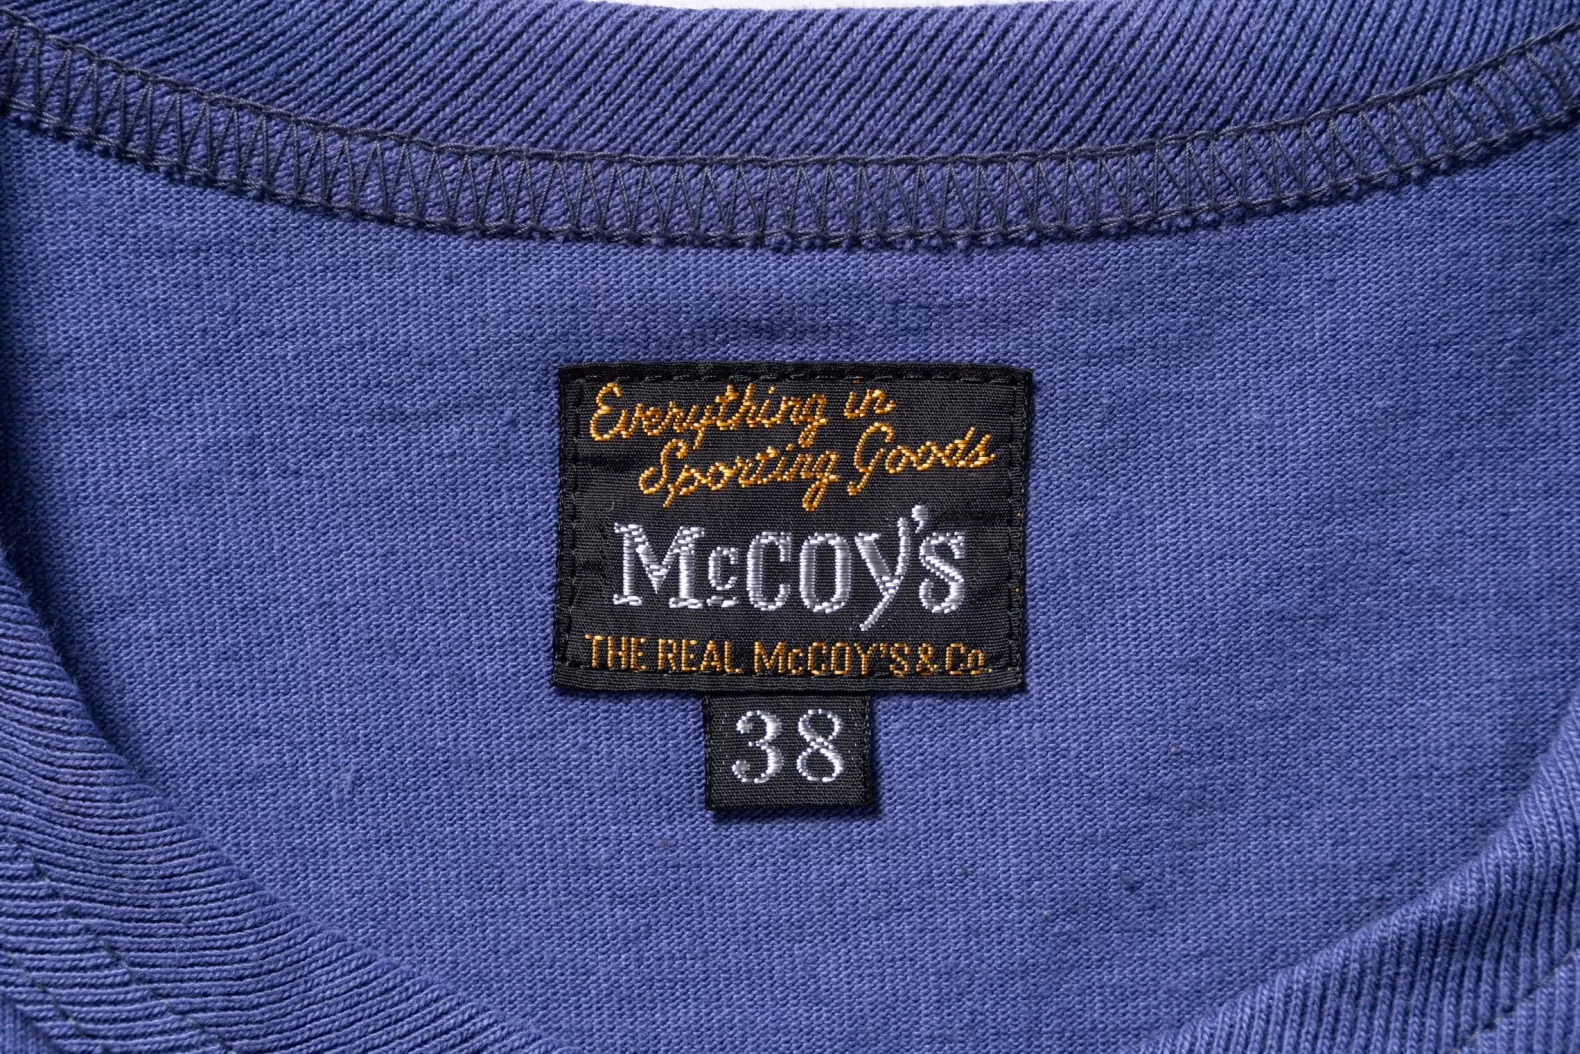 Everything in
Sporting Goods
McCoy's
THE REAL McCOY'S & Co.
38